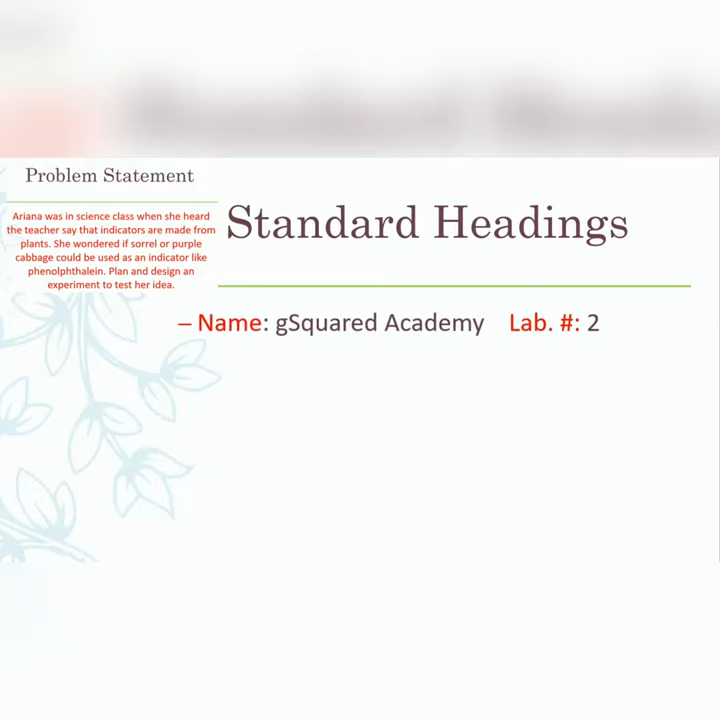 Problem Statement
Ariana was in science class when she heard
the teacher say that indicators are made from
plants. She wondered if sorrel or purple
cabbage could be used as an indicator like
phenolphthalein. Plan and design an
experiment to test her idea.
Standard Headings
– Name: gSquared Academy Lab. #: 2